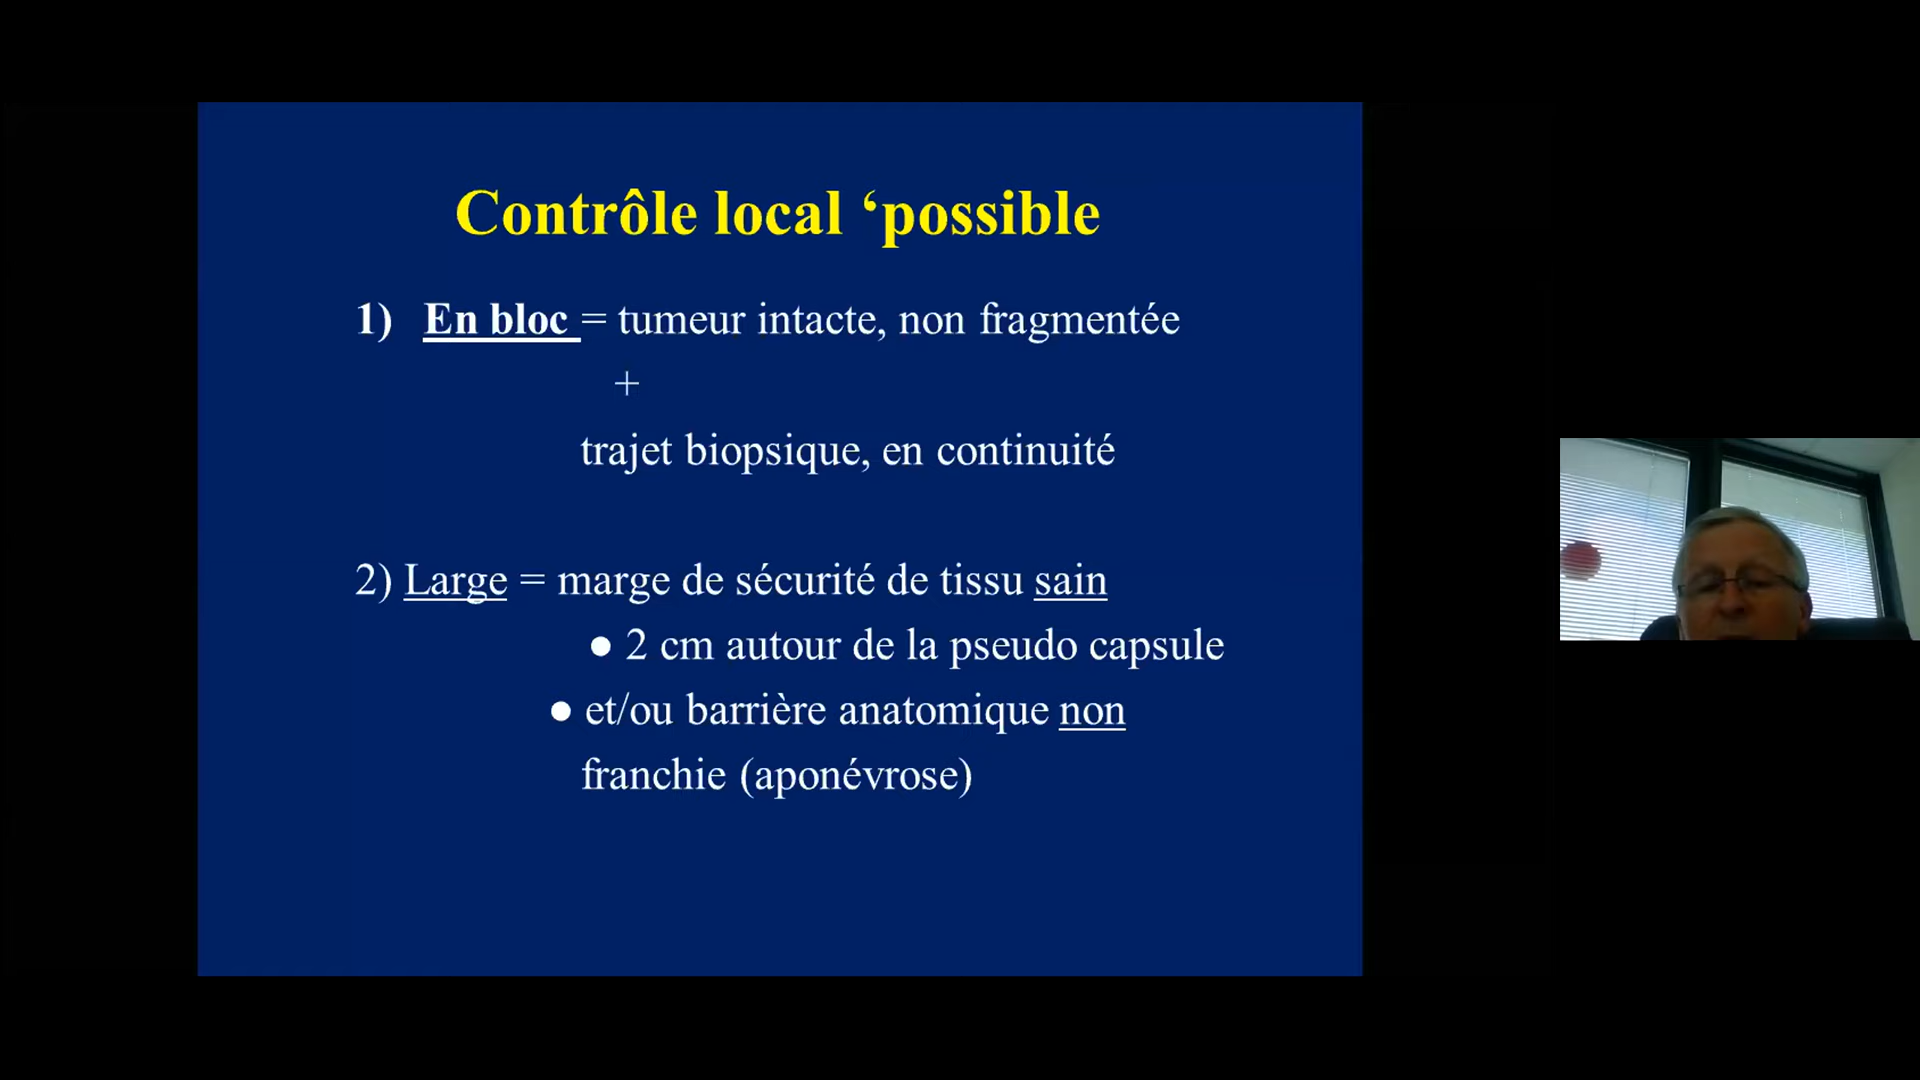 Contrôle local ‘possible
1) En bloc = tumeur intacte, non fragmentée
+
trajet biopsique, en continuité
2) Large = marge de sécurité de tissu sain
● 2 cm autour de la pseudo capsule
● et/ou barrière anatomique non
franchie (aponévrose)